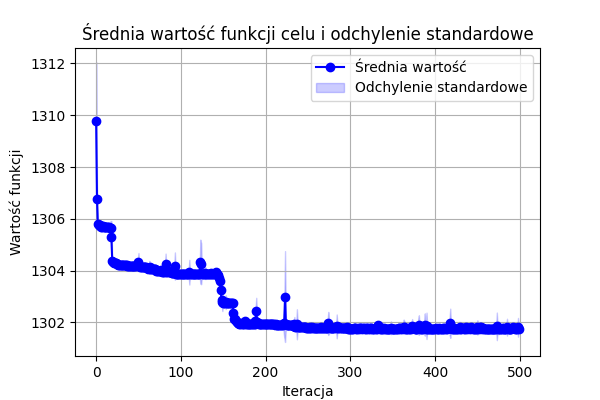 Średnia wartość funkcji celu i odchylenie standardowe
1312
1310
1308
1306
1304
1302
Wartość funkcji
Średnia wartość
Odchylenie standardowe
0 100 200 300 400 500
Iteracja